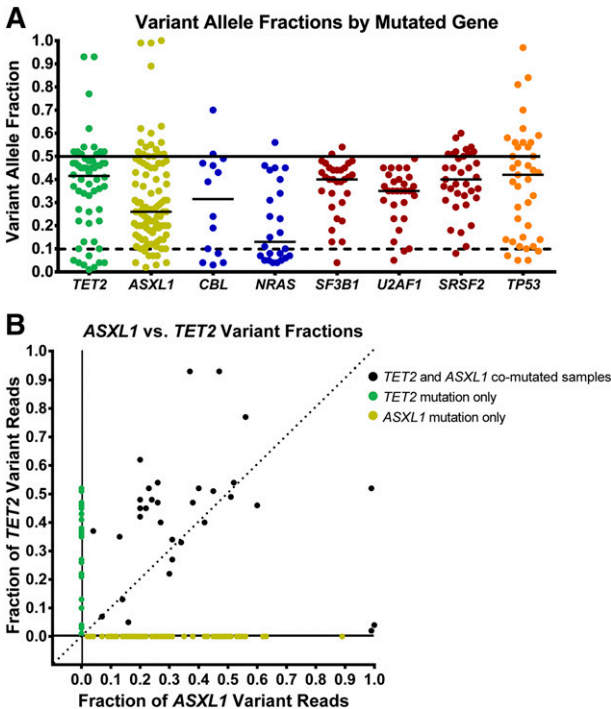 A
Variant Allele Fractions by Mutated Gene
Variant Allele Fraction
1.0
0.9
0.8
0.7
0.6
0.5
0.4
0.3
0.2
0.1
0.0
TET2 ASXL1 CBL NRAS SF3B1 U2AF1 SRSF2 TP53
B
ASXL1 vs. TET2 Variant Fractions
Fraction of TET2 Variant Reads
1.0
0.9
0.8
0.7
0.6
0.5
0.4
0.3
0.2
0.1
0.0
TET2 and ASXL1 co-mutated samples
TET2 mutation only
ASXL1 mutation only
0.0 0.1 0.2 0.3 0.4 0.5 0.6 0.7 0.8 0.9 1.0
Fraction of ASXL1 Variant Reads